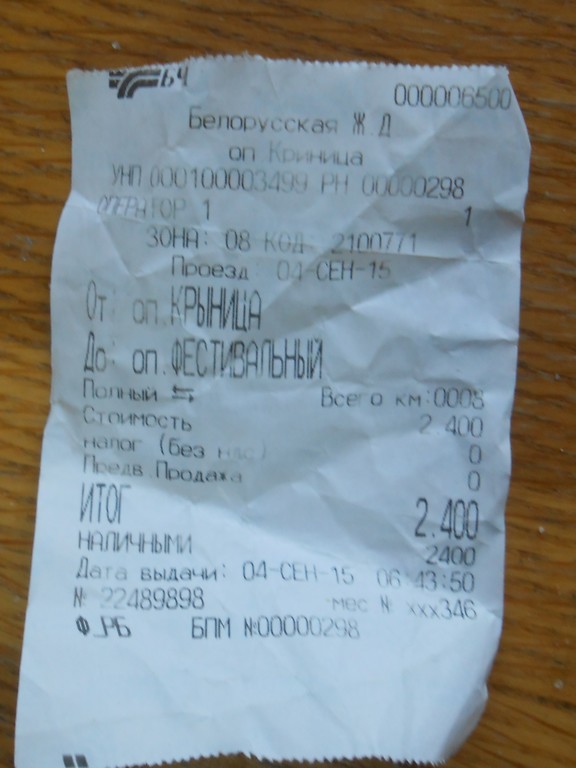 БЧ 000006500
Белорусская Ж Д
оп Криница
УНП 000100003499 РН 00000298
ОПЕРАТОР 1 1
ЗОНА: 08 КОД 2100771
Проезд 04-СЕН-15
От: оп.КРЫНИЦА
До: оп.ФЕСТИВАЛЬНЫЙ
Полный ⇆ Всего км:0008
Стоимость 2.400
налог (без ндс) 0
Предв.Продажа 0
ИТОГ 2.400
НАЛИЧНЫМИ 2400
Дата выдачи: 04-СЕН-15 06:43:50
№ 22489898 мес № xxx346
БПМ №00000298